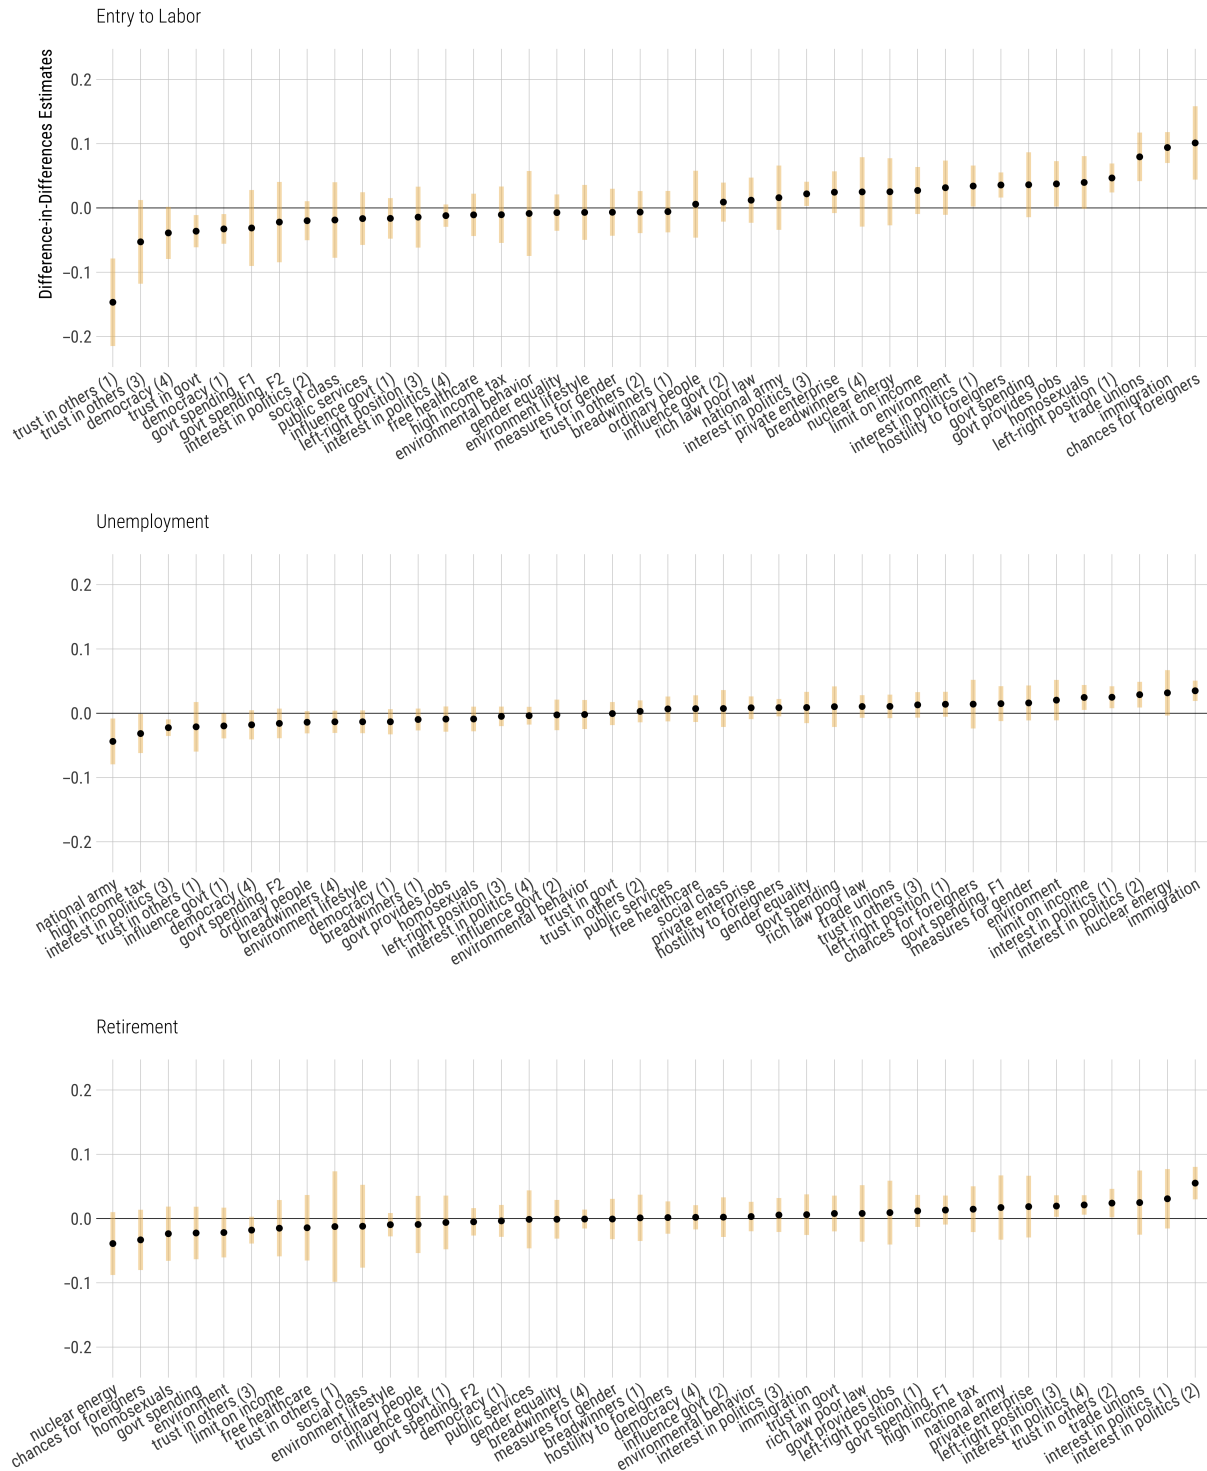 Entry to Labor
Difference-in-Differences Estimates
0.2
0.1
0.0
−0.1
−0.2
trust in others (1)
trust in others (3)
democracy (4)
trust in govt
democracy (1)
govt spending, F1
govt spending, F2
interest in politics (2)
social class
public services
influence govt (1)
left-right position (3)
interest in politics (4)
free healthcare
high income tax
environmental behavior
gender equality
environment lifestyle
measures for gender
trust in others (2)
breadwinners (1)
ordinary people
influence govt (2)
rich law poor law
national army
interest in politics (3)
private enterprise
breadwinners (4)
nuclear energy
limit on income
environment
interest in politics (1)
hostility to foreigners
govt spending
govt provides jobs
homosexuals
left-right position (1)
trade unions
immigration
chances for foreigners
Unemployment
0.2
0.1
0.0
−0.1
−0.2
national army
high income tax
interest in politics (3)
trust in others (1)
influence govt (1)
democracy (4)
govt spending, F2
ordinary people
breadwinners (4)
environment lifestyle
democracy (1)
breadwinners (1)
govt provides jobs
homosexuals
left-right position (3)
interest in politics (4)
influence govt (2)
environmental behavior
trust in govt
trust in others (2)
public services
free healthcare
social class
private enterprise
hostility to foreigners
gender equality
govt spending
rich law poor law
trade unions
trust in others (3)
left-right position (1)
chances for foreigners
govt spending, F1
measures for gender
environment
limit on income
interest in politics (1)
interest in politics (2)
nuclear energy
immigration
Retirement
0.2
0.1
0.0
−0.1
−0.2
nuclear energy
chances for foreigners
homosexuals
govt spending
environment
trust in others (3)
limit on income
free healthcare
trust in others (1)
social class
environment lifestyle
ordinary people
influence govt (1)
govt spending, F2
democracy (1)
public services
gender equality
breadwinners (4)
measures for gender
breadwinners (1)
hostility to foreigners
democracy (4)
influence govt (2)
environmental behavior
interest in politics (3)
immigration
trust in govt
rich law poor law
govt provides jobs
left-right position (1)
govt spending, F1
high income tax
national army
private enterprise
left-right position (3)
interest in politics (4)
trust in others (2)
trade unions
interest in politics (1)
interest in politics (2)